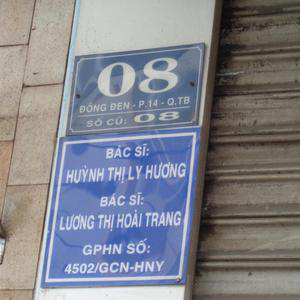 08
ĐỒNG ĐEN - P.14 - Q.TB
SỐ CŨ: 08
BÁC SĨ:
HUỲNH THỊ LY HƯƠNG
BÁC SĨ:
LƯƠNG THỊ HOÀI TRANG
GPHN SỐ:
4502/GCN-HNY